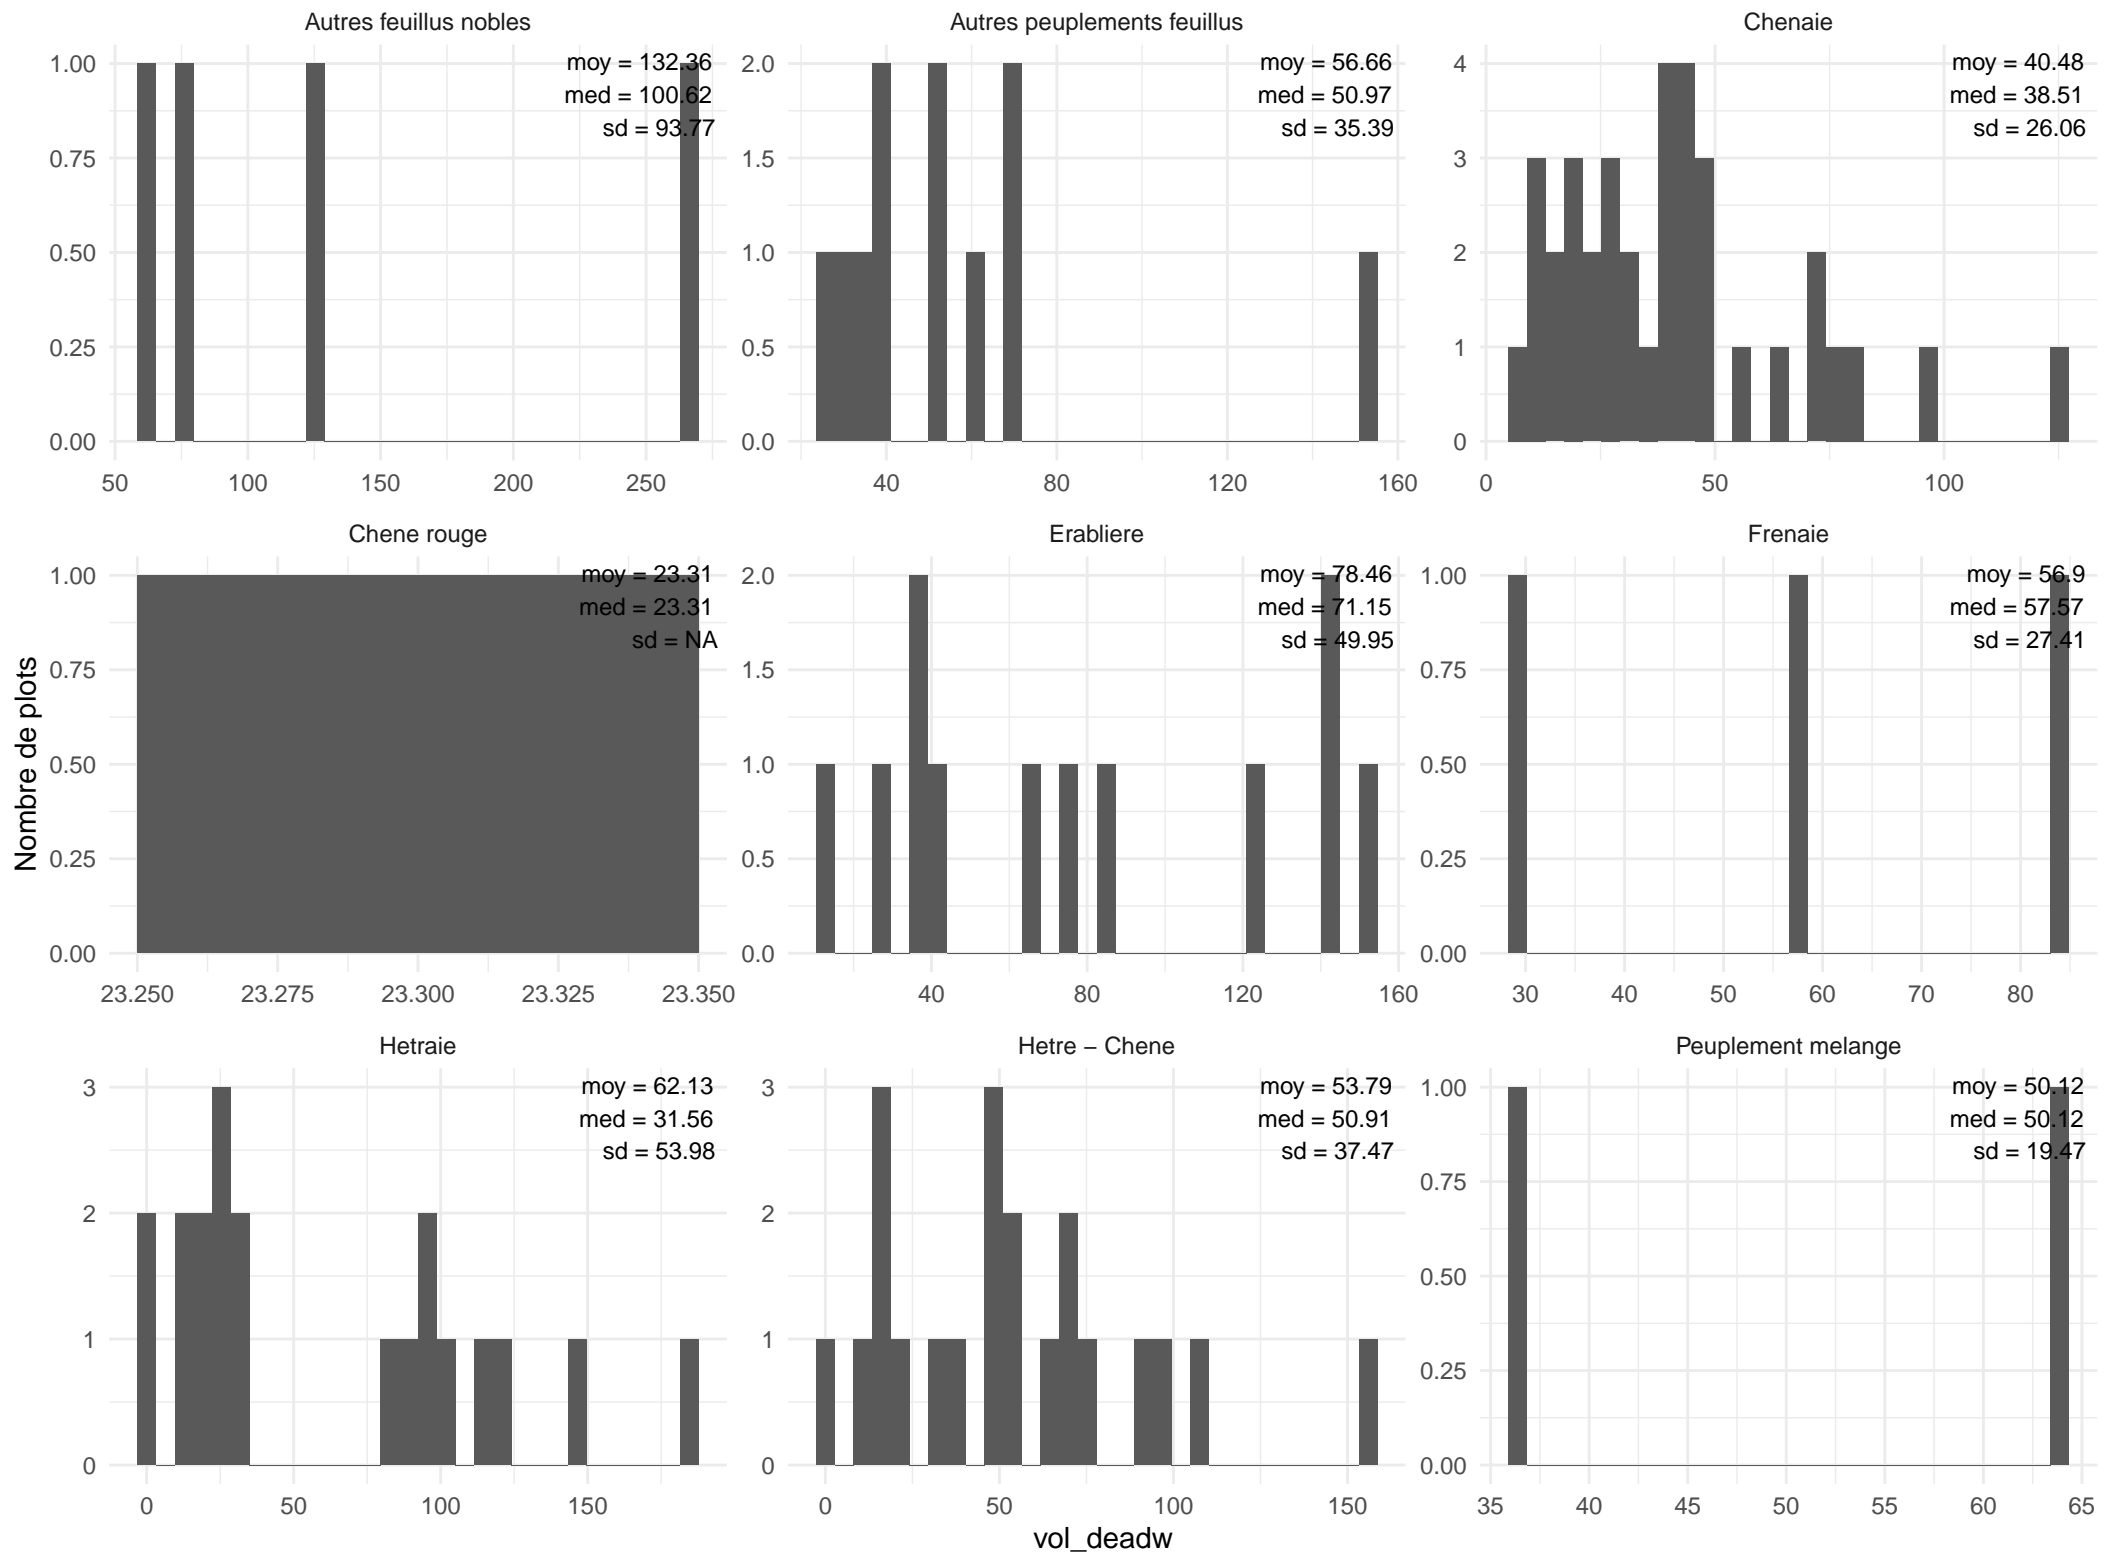 Autres feuillus nobles
Autres peuplements feuillus
Chenaie
moy = 132.36
med = 100.62
sd = 93.77
1.00
0.75
0.50
0.25
0.00
50 100 150 200 250
moy = 56.66
med = 50.97
sd = 35.39
2.0
1.5
1.0
0.5
0.0
40 80 120 160
moy = 40.48
med = 38.51
sd = 26.06
4
3
2
1
0
0 50 100
Chene rouge
Erabliere
Frenaie
moy = 23.31
med = 23.31
sd = NA
1.00
0.75
0.50
0.25
0.00
23.250 23.275 23.300 23.325 23.350
moy = 78.46
med = 71.15
sd = 49.95
2.0
1.5
1.0
0.5
0.0
40 80 120 160
moy = 56.9
med = 57.57
sd = 27.41
1.00
0.75
0.50
0.25
0.00
30 40 50 60 70 80
Nombre de plots
Hetraie
Hetre − Chene
Peuplement melange
moy = 62.13
med = 31.56
sd = 53.98
3
2
1
0
0 50 100 150
moy = 53.79
med = 50.91
sd = 37.47
3
2
1
0
0 50 100 150
moy = 50.12
med = 50.12
sd = 19.47
1.00
0.75
0.50
0.25
0.00
35 40 45 50 55 60 65
vol_deadw